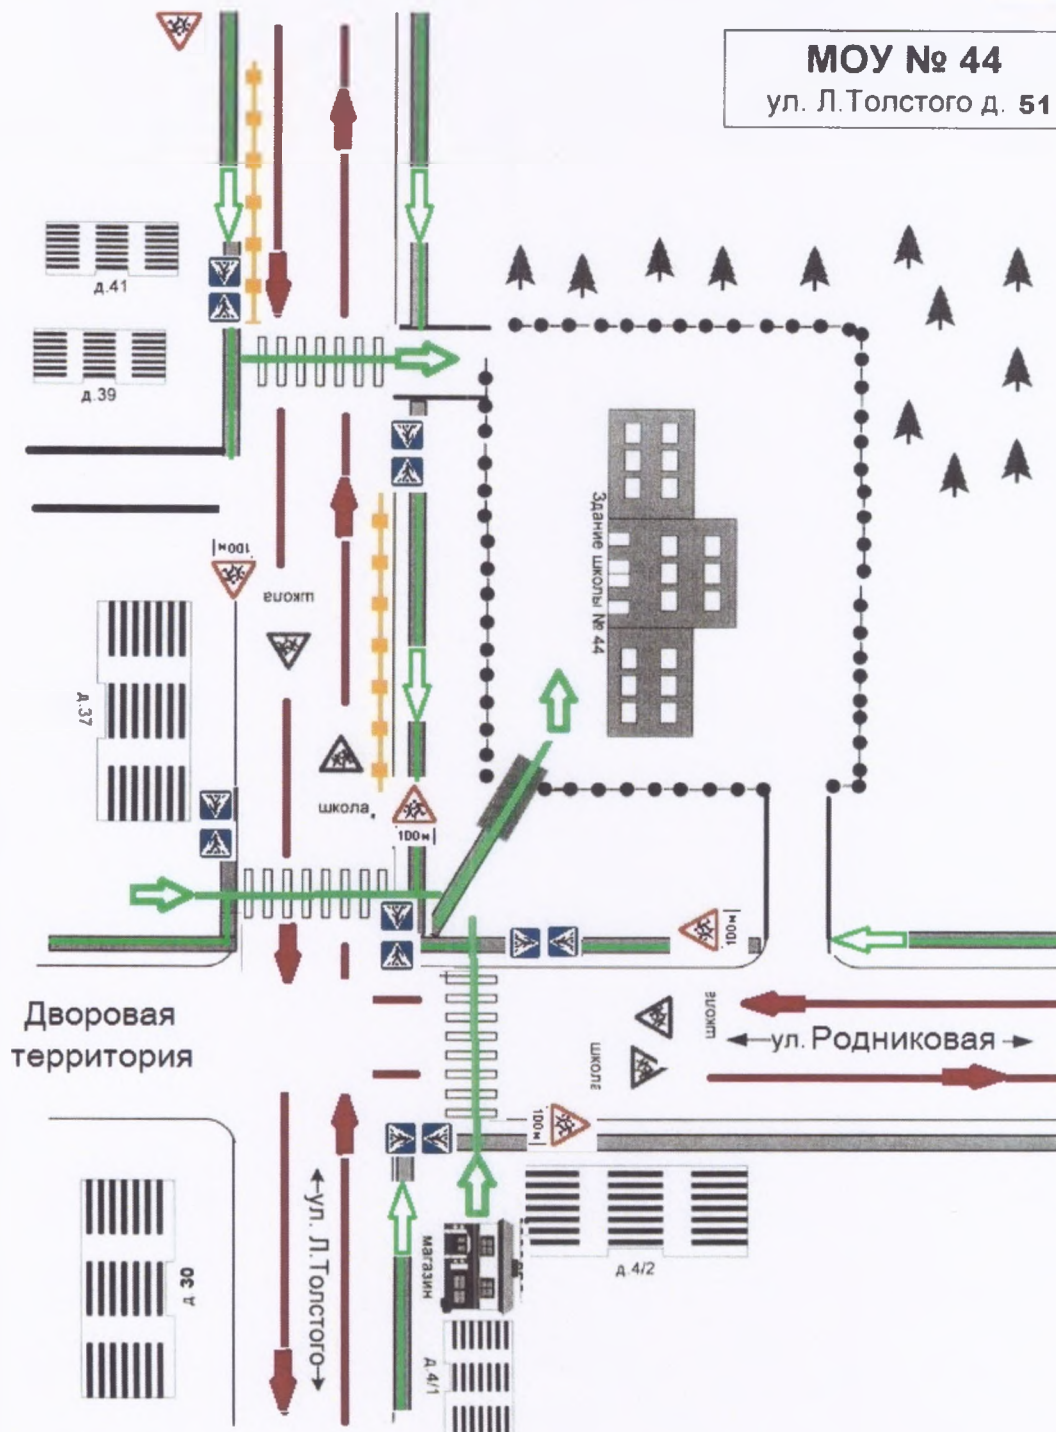 МОУ № 44
ул. Л.Толстого д. 51
д.41
д.39
100м
школа
Здание школы № 44
д.37
школа
100м
100м
Дворовая
территория
школа
ул. Родниковая
школа
100м
ул. Л.Толстого
д 30
магазин
д.4/2
д.4/1